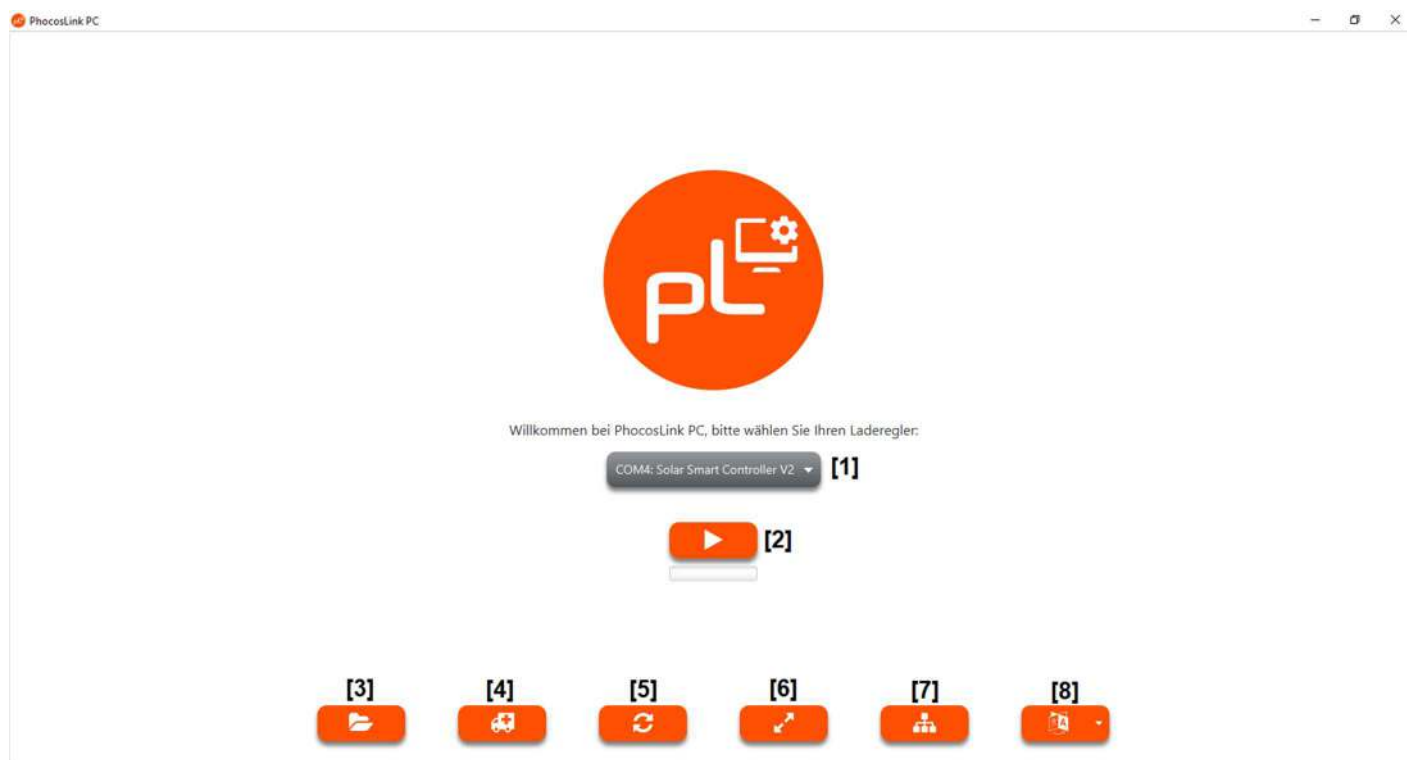 PhocosLink PC
pL
Willkommen bei PhocosLink PC, bitte wählen Sie Ihren Laderegler:
COM4: Solar Smart Controller V2 [1]
[2]
[3] [4] [5] [6] [7] [8]
A